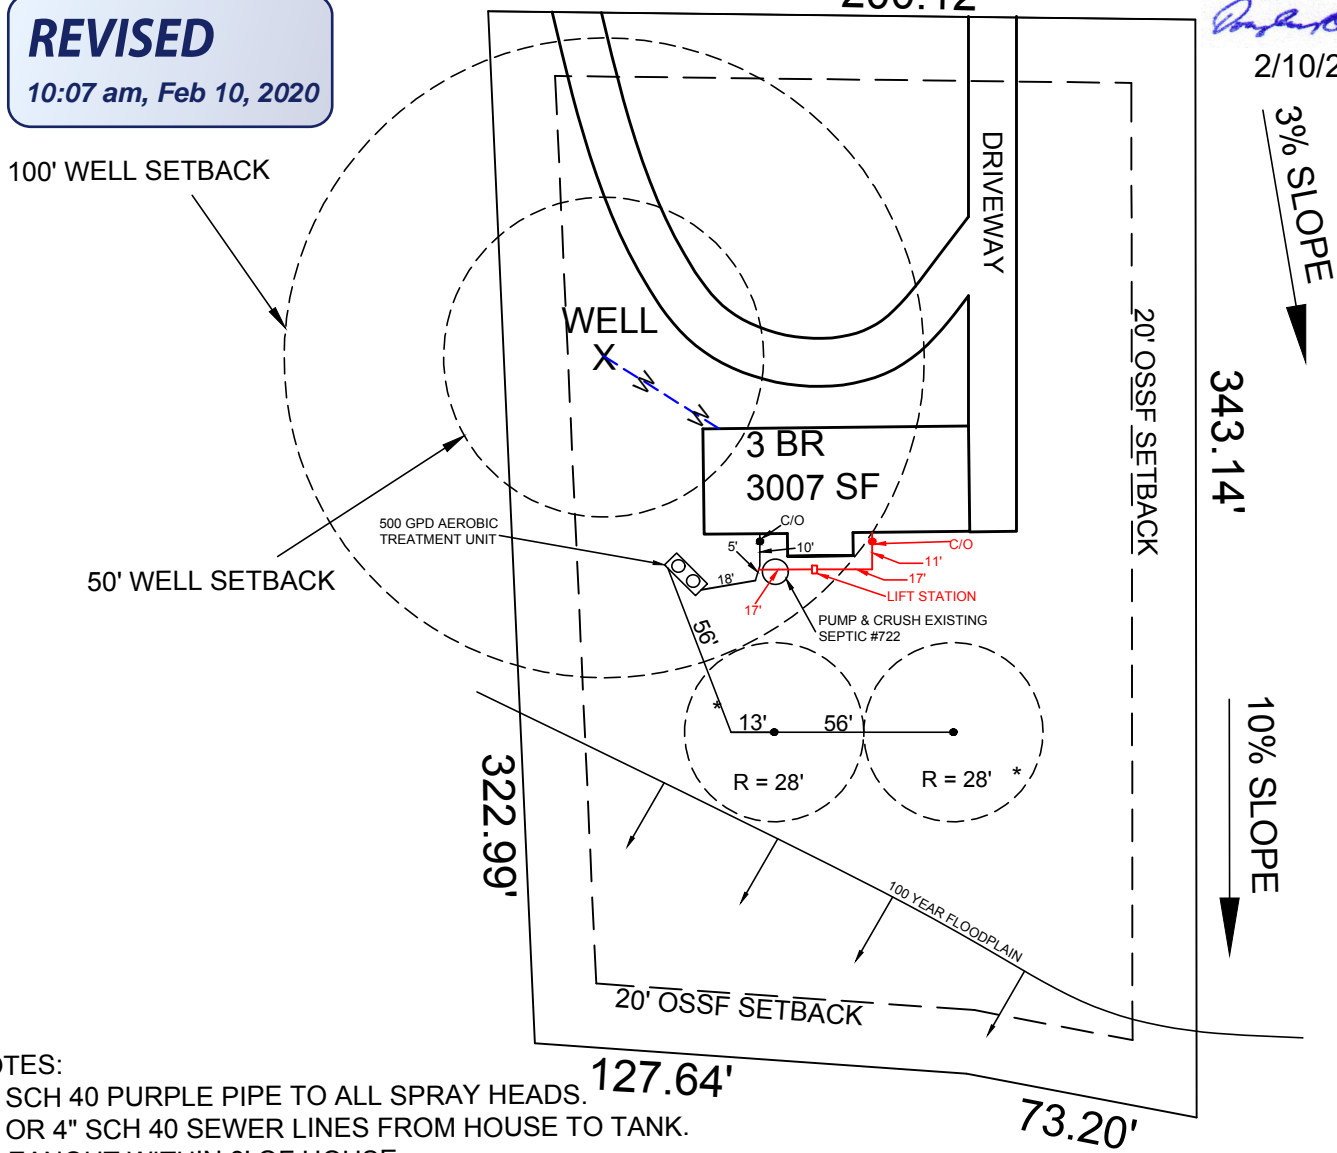 REVISED
10:07 am, Feb 10, 2020
100' WELL SETBACK
DRIVEWAY
3% SLOPE
WELL
X
20' OSSF SETBACK
343.14'
3 BR
3007 SF
500 GPD AEROBIC
TREATMENT UNIT
C/O
C/O
5'
10'
11'
50' WELL SETBACK
18'
17'
17'
LIFT STATION
PUMP & CRUSH EXISTING
SEPTIC #722
56'
*
13'
56'
R = 28'
R = 28'
*
10% SLOPE
322.99'
100 YEAR FLOODPLAIN
20' OSSF SETBACK
127.64'
73.20'
SCH 40 PURPLE PIPE TO ALL SPRAY HEADS.
OR 4" SCH 40 SEWER LINES FROM HOUSE TO TANK.